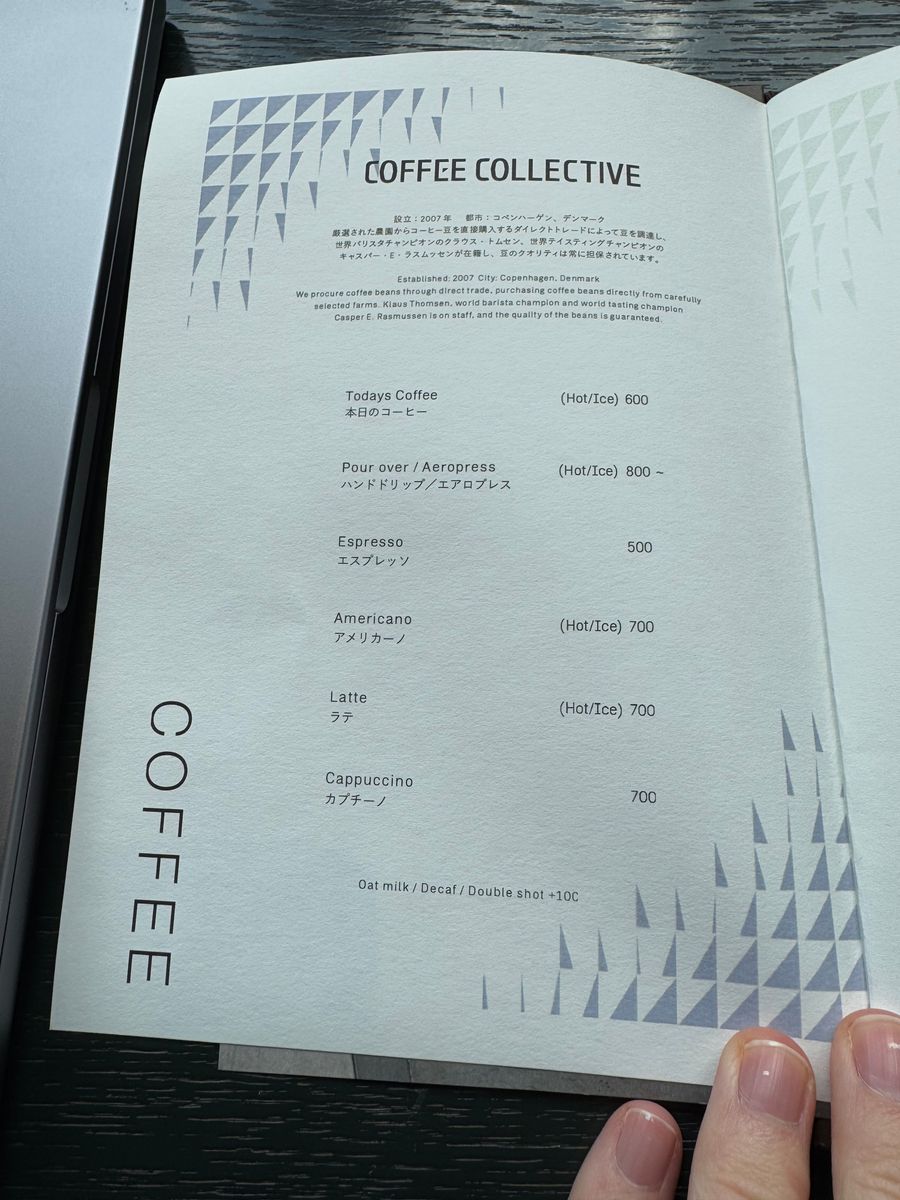 COFFEE COLLECTIVE
設立：2007年　都市：コペンハーゲン、デンマーク
厳選された農園からコーヒー豆を直接購入するダイレクトトレードによって豆を調達し、
世界バリスタチャンピオンのクラウス・トムセン、世界テイスティングチャンピオンの
キャスパー・E・ラスムッセンが在籍し、豆のクオリティは常に担保されています。
Established: 2007 City: Copenhagen, Denmark
We procure coffee beans through direct trade, purchasing coffee beans directly from carefully
selected farms. Klaus Thomsen, world barista champion and world tasting champion
Casper E. Rasmussen is on staff, and the quality of the beans is guaranteed.
Todays Coffee (Hot/Ice) 600
本日のコーヒー
Pour over / Aeropress (Hot/Ice) 800 ~
ハンドドリップ／エアロプレス
Espresso 500
エスプレッソ
Americano (Hot/Ice) 700
アメリカーノ
Latte (Hot/Ice) 700
ラテ
Cappuccino 700
カプチーノ
Oat milk / Decaf / Double shot +100
COFFEE